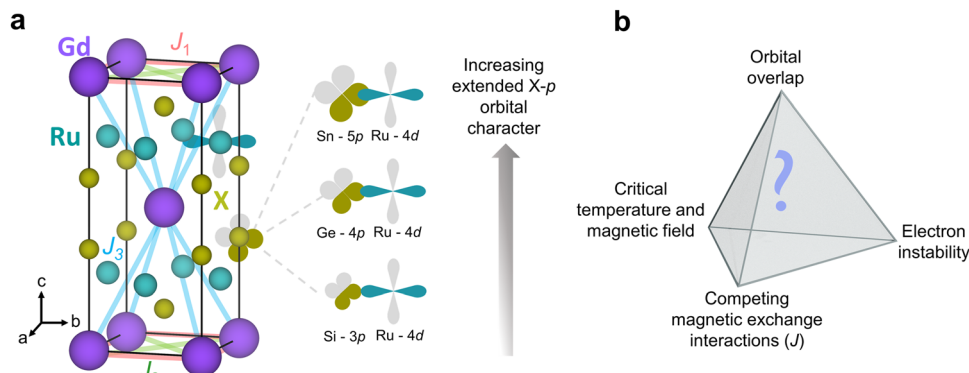 a
Gd
J1
Ru
X
J3
c
b
a
Sn - 5p Ru - 4d
Ge - 4p Ru - 4d
Si - 3p Ru - 4d
Increasing
extended X-p
orbital
character
b
Orbital
overlap
?
Critical
temperature and
magnetic field
Electron
instability
Competing
magnetic exchange
interactions (J)